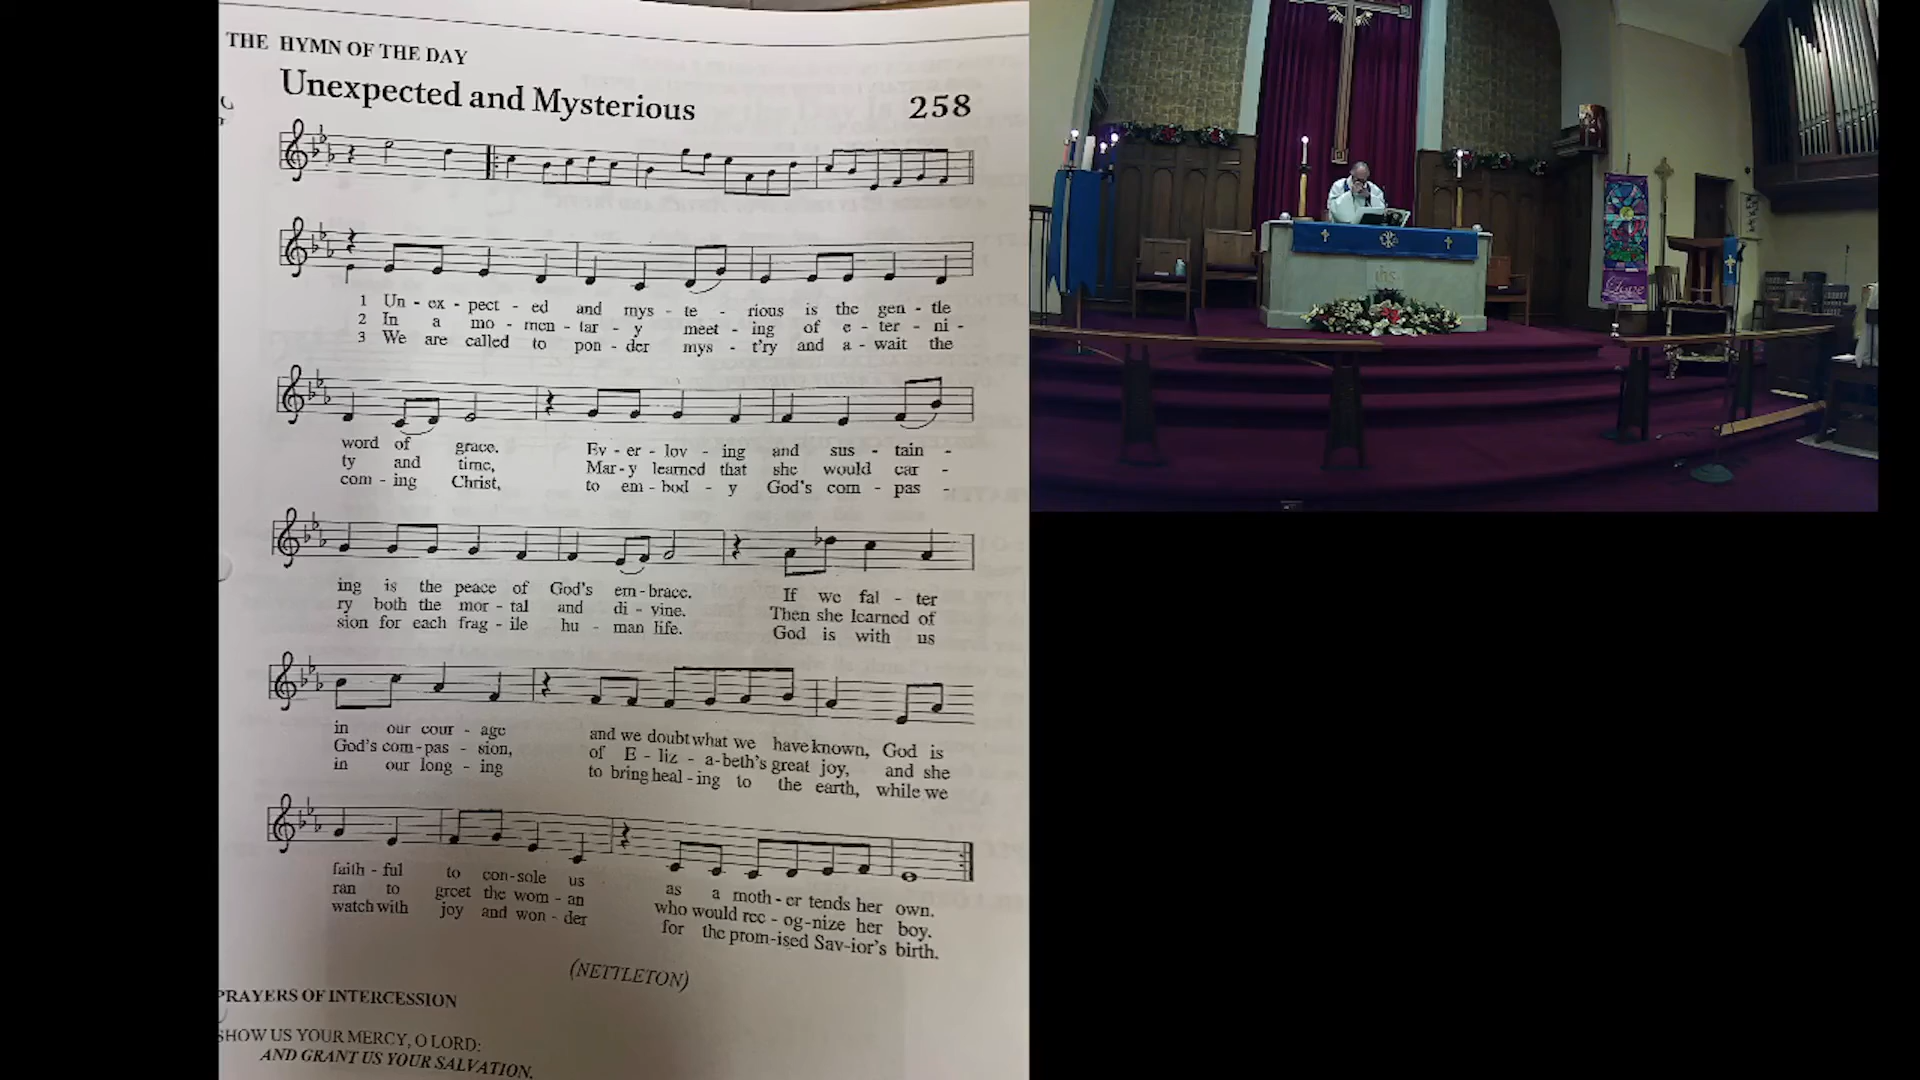 THE HYMN OF THE DAY
Unexpected and Mysterious 258
1 Un - ex - pect - ed and mys - te - rious is the gen - tle
2 In a mo - men - tar - y meet - ing of e - ter - ni -
3 We are called to pon - der mys - t'ry and a - wait the
word of grace. Ev - er - lov - ing and sus - tain -
ty and time, Mar - y learned that she would car -
com - ing Christ, to em - bod - y God's com - pas -
ing is the peace of God's em - brace. If we fal - ter
ry both the mor - tal and di - vine. Then she learned of
sion for each frag - ile hu - man life. God is with us
in our cour - age and we doubt what we have known, God is
God's com - pas - sion, of E - liz - a - beth's great joy, and she
in our long - ing to bring heal - ing to the earth, while we
faith - ful to con - sole us as a moth - er tends her own.
ran to greet the wom - an who would rec - og - nize her boy.
watch with joy and won - der for the prom - ised Sav - ior's birth.
(NETTLETON)
PRAYERS OF INTERCESSION
SHOW US YOUR MERCY, O LORD:
AND GRANT US YOUR SALVATION.
ihs
Love